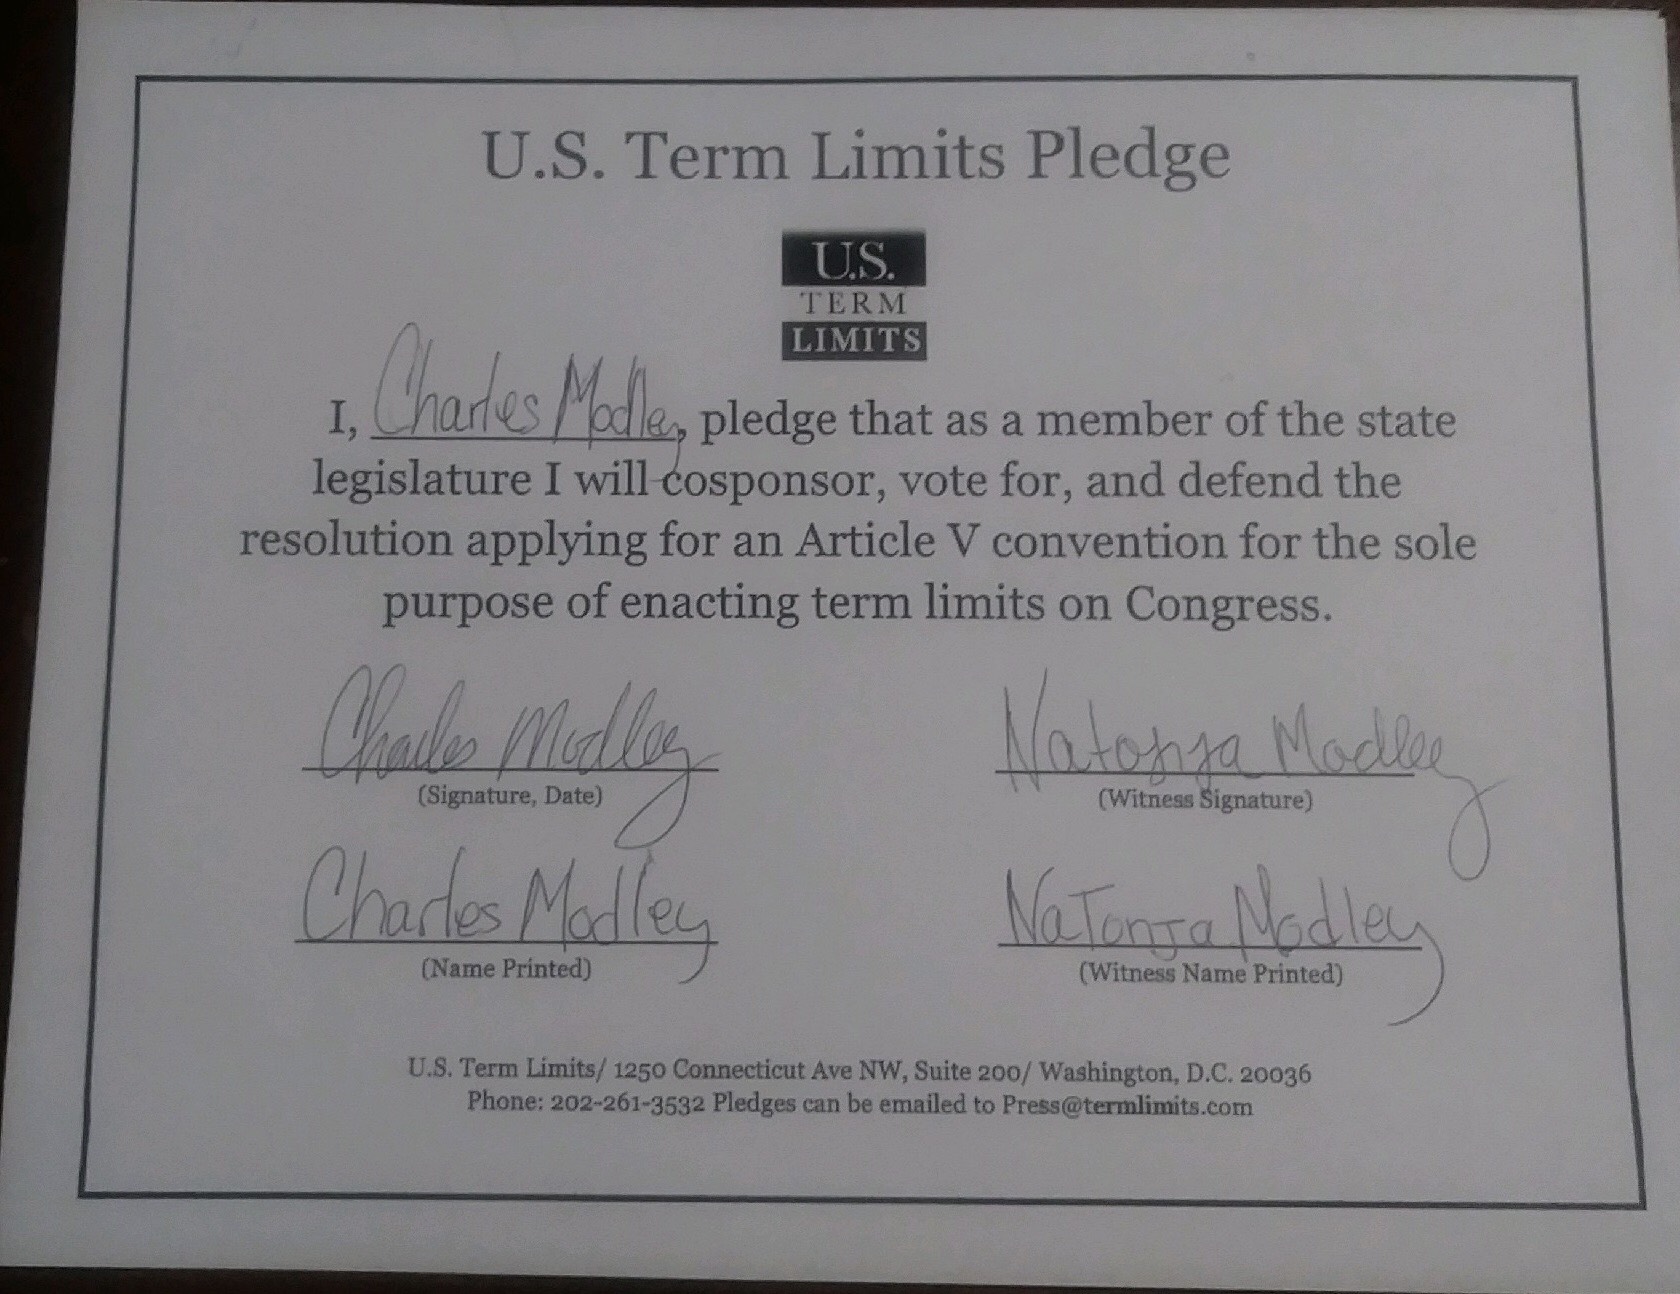 U.S. Term Limits Pledge
U.S.
TERM
LIMITS
I, Charles Modley, pledge that as a member of the state
legislature I will cosponsor, vote for, and defend the
resolution applying for an Article V convention for the sole
purpose of enacting term limits on Congress.
Charles Modley Natonja Modley
(Signature, Date) (Witness Signature)
Charles Modley NaTonja Modley
(Name Printed) (Witness Name Printed)
U.S. Term Limits/ 1250 Connecticut Ave NW, Suite 200/ Washington, D.C. 20036
Phone: 202-261-3532 Pledges can be emailed to Press@termlimits.com